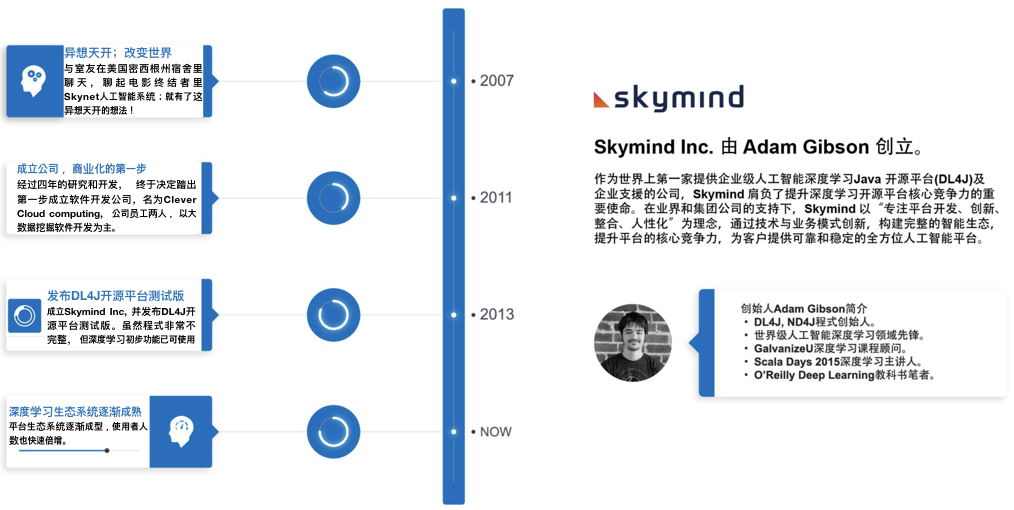 异想天开；改变世界
与室友在美国密西根州宿舍里
聊天，聊起电影终结者里
Skynet人工智能系统：就有了这
异想天开的想法！
2007
成立公司，商业化的第一步
经过四年的研究和开发， 终于决定踏出
第一步成立软件开发公司，名为Clever
Cloud computing, 公司员工两人，以大
数据挖掘软件开发为主。
2011
发布DL4J开源平台测试版
成立Skymind Inc, 并发布DL4J开
源平台测试版。虽然程式非常不
完整， 但深度学习初步功能已可使用
2013
深度学习生态系统逐渐成熟
平台生态系统逐渐成型，使用者人
数也快速倍增。
NOW
skymind
Skymind Inc. 由 Adam Gibson 创立。
作为世界上第一家提供企业级人工智能深度学习Java 开源平台(DL4J)及
企业支援的公司，Skymind 肩负了提升深度学习开源平台核心竞争力的重
要使命。在业界和集团公司的支持下，Skymind 以“专注平台开发、创新、
整合、人性化”为理念，通过技术与业务模式创新，构建完整的智能生态，
提升平台的核心竞争力，为客户提供可靠和稳定的全方位人工智能平台。
创始人Adam Gibson简介
• DL4J, ND4J程式创始人。
• 世界级人工智能深度学习领域先锋。
• GalvanizeU深度学习课程顾问。
• Scala Days 2015深度学习主讲人。
• O'Reilly Deep Learning教科书笔者。